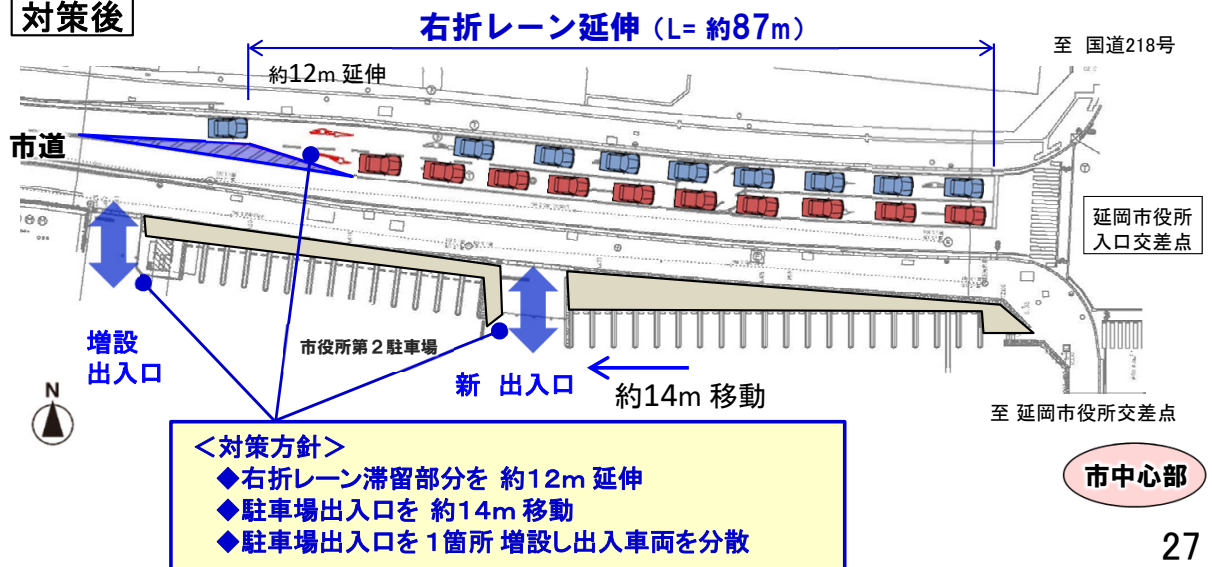 対策後
右折レーン延伸（L= 約87m）
至 国道218号
約12m 延伸
市道
延岡市役所
入口交差点
増設
出入口
市役所第２駐車場
新 出入口
約14m 移動
N
至 延岡市役所交差点
＜対策方針＞
◆右折レーン滞留部分を 約12m 延伸
◆駐車場出入口を 約14m 移動
◆駐車場出入口を 1箇所 増設し出入車両を分散
市中心部
27